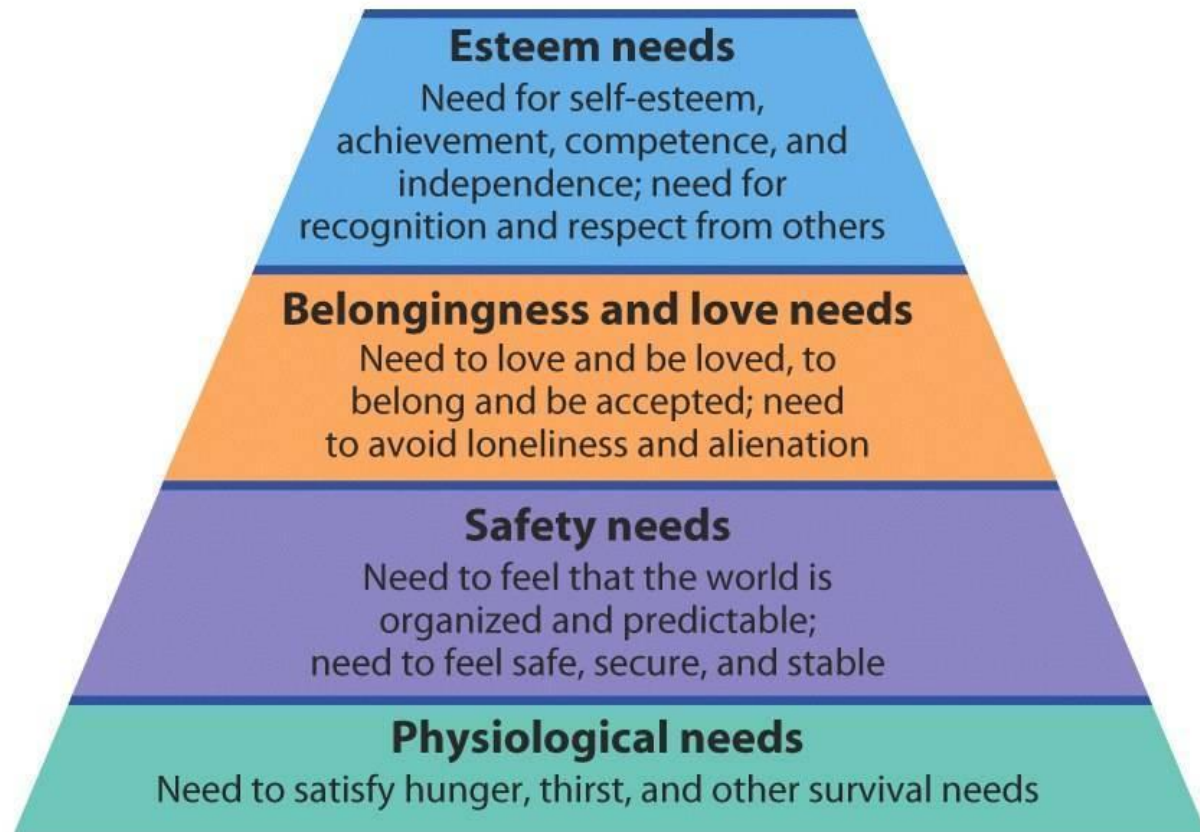 Esteem needs
Need for self-esteem,
achievement, competence, and
independence; need for
recognition and respect from others
Belongingness and love needs
Need to love and be loved, to
belong and be accepted; need
to avoid loneliness and alienation
Safety needs
Need to feel that the world is
organized and predictable;
need to feel safe, secure, and stable
Physiological needs
Need to satisfy hunger, thirst, and other survival needs